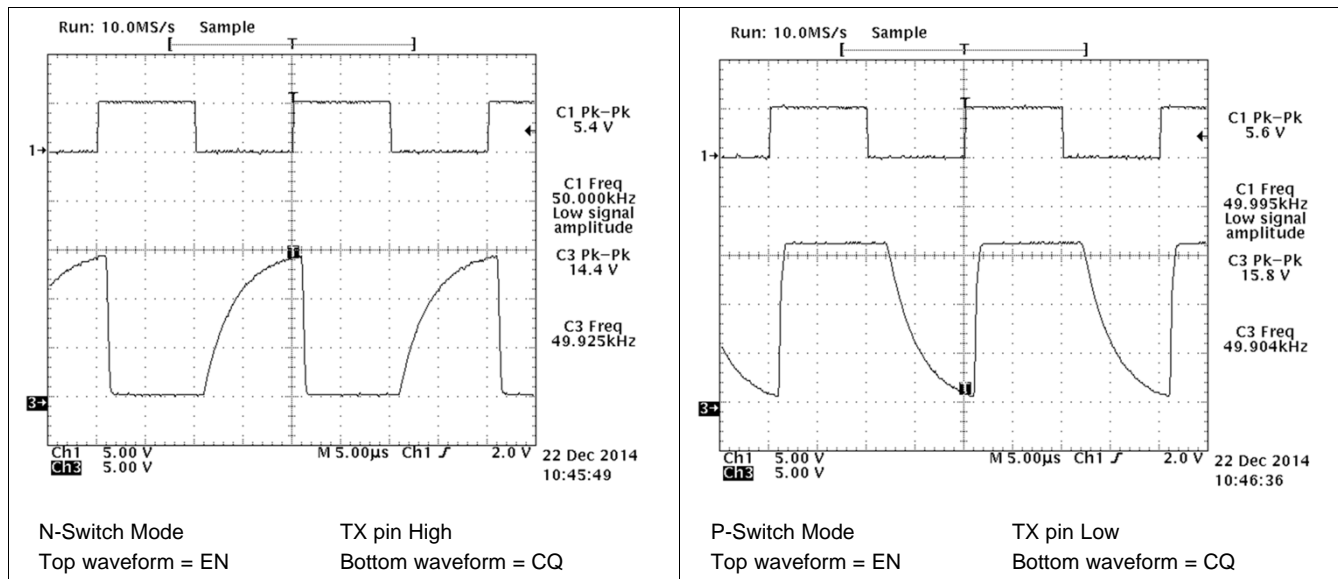 Run: 10.0MS/s Sample
[ T ]
T
C1 Pk-Pk
5.4 V
1→
C1 Freq
50.000kHz
Low signal
amplitude
T
C3 Pk-Pk
14.4 V
C3 Freq
49.925kHz
3→
Ch1 5.00 V M 5.00µs Ch1 ƒ 2.0 V
Ch3 5.00 V
22 Dec 2014
10:45:49
N-Switch Mode TX pin High
Top waveform = EN Bottom waveform = CQ
Run: 10.0MS/s Sample
[ T ]
T
C1 Pk-Pk
5.6 V
1→
C1 Freq
49.995kHz
Low signal
amplitude
C3 Pk-Pk
15.8 V
C3 Freq
49.904kHz
T
3→
Ch1 5.00 V M 5.00µs Ch1 ƒ 2.0 V
Ch3 5.00 V
22 Dec 2014
10:46:36
P-Switch Mode TX pin Low
Top waveform = EN Bottom waveform = CQ